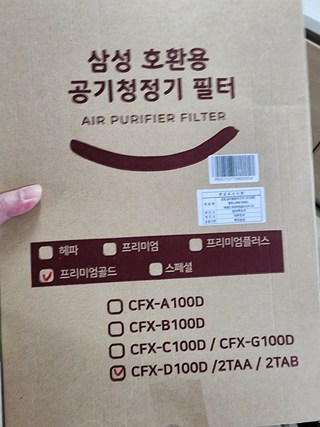 삼성 호환용
공기청정기 필터
AIR PURIFIER FILTER
헤파 프리미엄 프리미엄플러스
프리미엄골드 스페셜
CFX-A100D
CFX-B100D
CFX-C100D / CFX-G100D
CFX-D100D /2TAA / 2TAB